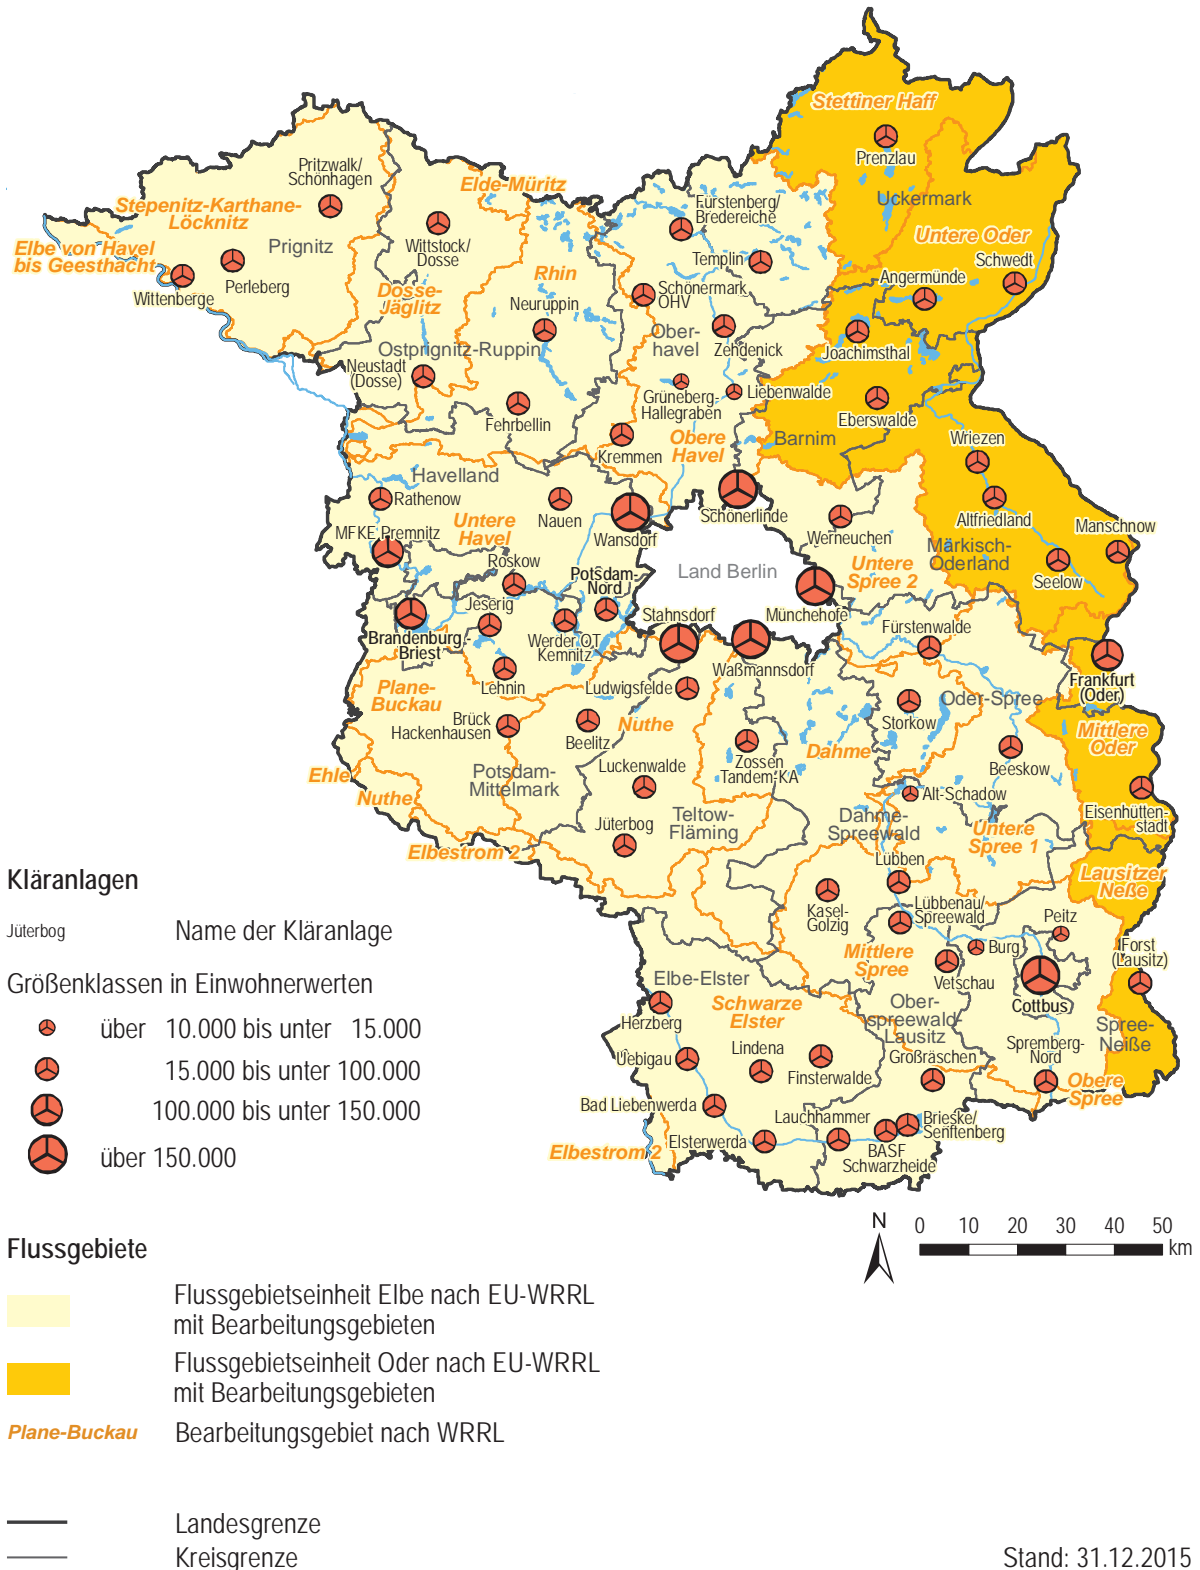 Stettiner Haff
Prenzlau
Uckermark
Pritzwalk/
Schönhagen
Stepenitz-Karthane-
Löcknitz
Elde-Müritz
Fürstenberg/
Bredereiche
Prignitz
Wittstock/
Dosse
Untere Oder
Elbe von Havel
bis Geesthacht
Wittenberge
Perleberg
Rhin
Templin
Schwedt
Angermünde
Dosse-
Jäglitz
Neuruppin
Schönermark
OHV
Ober-
havel
Zehdenick
Joachimsthal
Ostprignitz-Ruppin
Neustadt
(Dosse)
Grüneberg-
Hallegraben
Liebenwalde
Fehrbellin
Eberswalde
Kremmen
Obere
Havel
Barnim
Wriezen
Havelland
Rathenow
Nauen
Wansdorf
Schönerlinde
Altfriedland
Manschnow
MFKE Premnitz
Untere
Havel
Werneuchen
Märkisch-
Oderland
Seelow
Roskow
Potsdam-
Nord
Land Berlin
Untere
Spree 2
Jeserig
Stahnsdorf
Münchehofe
Brandenburg.-
Briest
Werder OT
Kemnitz
Waßmannsdorf
Fürstenwalde
Lehnin
Ludwigsfelde
Frankfurt
(Oder)
Plane-
Buckau
Brück
Hackenhausen
Beelitz
Nuthe
Storkow
Oder-Spree
Mittlere
Oder
Zossen
Tandem-KA
Dahme
Beeskow
Ehle
Nuthe
Potsdam-
Mittelmark
Luckenwalde
Alt-Schadow
Eisenhütten-
stadt
Jüterbog
Teltow-
Fläming
Dahme-
Spreewald
Untere
Spree 1
Elbestrom 2
Lübben
Lausitzer
Neße
Kläranlagen
Jüterbog
Name der Kläranlage
Kasel-
Golzig
Lübbenau/
Spreewald
Peitz
Burg
Forst
(Lausitz)
Mittlere
Spree
Vetschau
Cottbus
Größenklassen in Einwohnerwerten
über 10.000 bis unter 15.000
15.000 bis unter 100.000
100.000 bis unter 150.000
über 150.000
Elbe-Elster
Herzberg
Schwarze
Elster
Ober-
spreewald-
Lausitz
Großräschen
Spree-
Neiße
Spremberg-
Nord
Uebigau
Lindena
Finsterwalde
Obere
Spree
Bad Liebenwerda
Elsterwerda
Lauchhammer
BASF
Schwarzheide
Brieske/
Senftenberg
Elbestrom 2
N
0 10 20 30 40 50
km
Flussgebiete
Flussgebietseinheit Elbe nach EU-WRRL
mit Bearbeitungsgebieten
Flussgebietseinheit Oder nach EU-WRRL
mit Bearbeitungsgebieten
Plane-Buckau
Bearbeitungsgebiet nach WRRL
Landesgrenze
Kreisgrenze
Stand: 31.12.2015